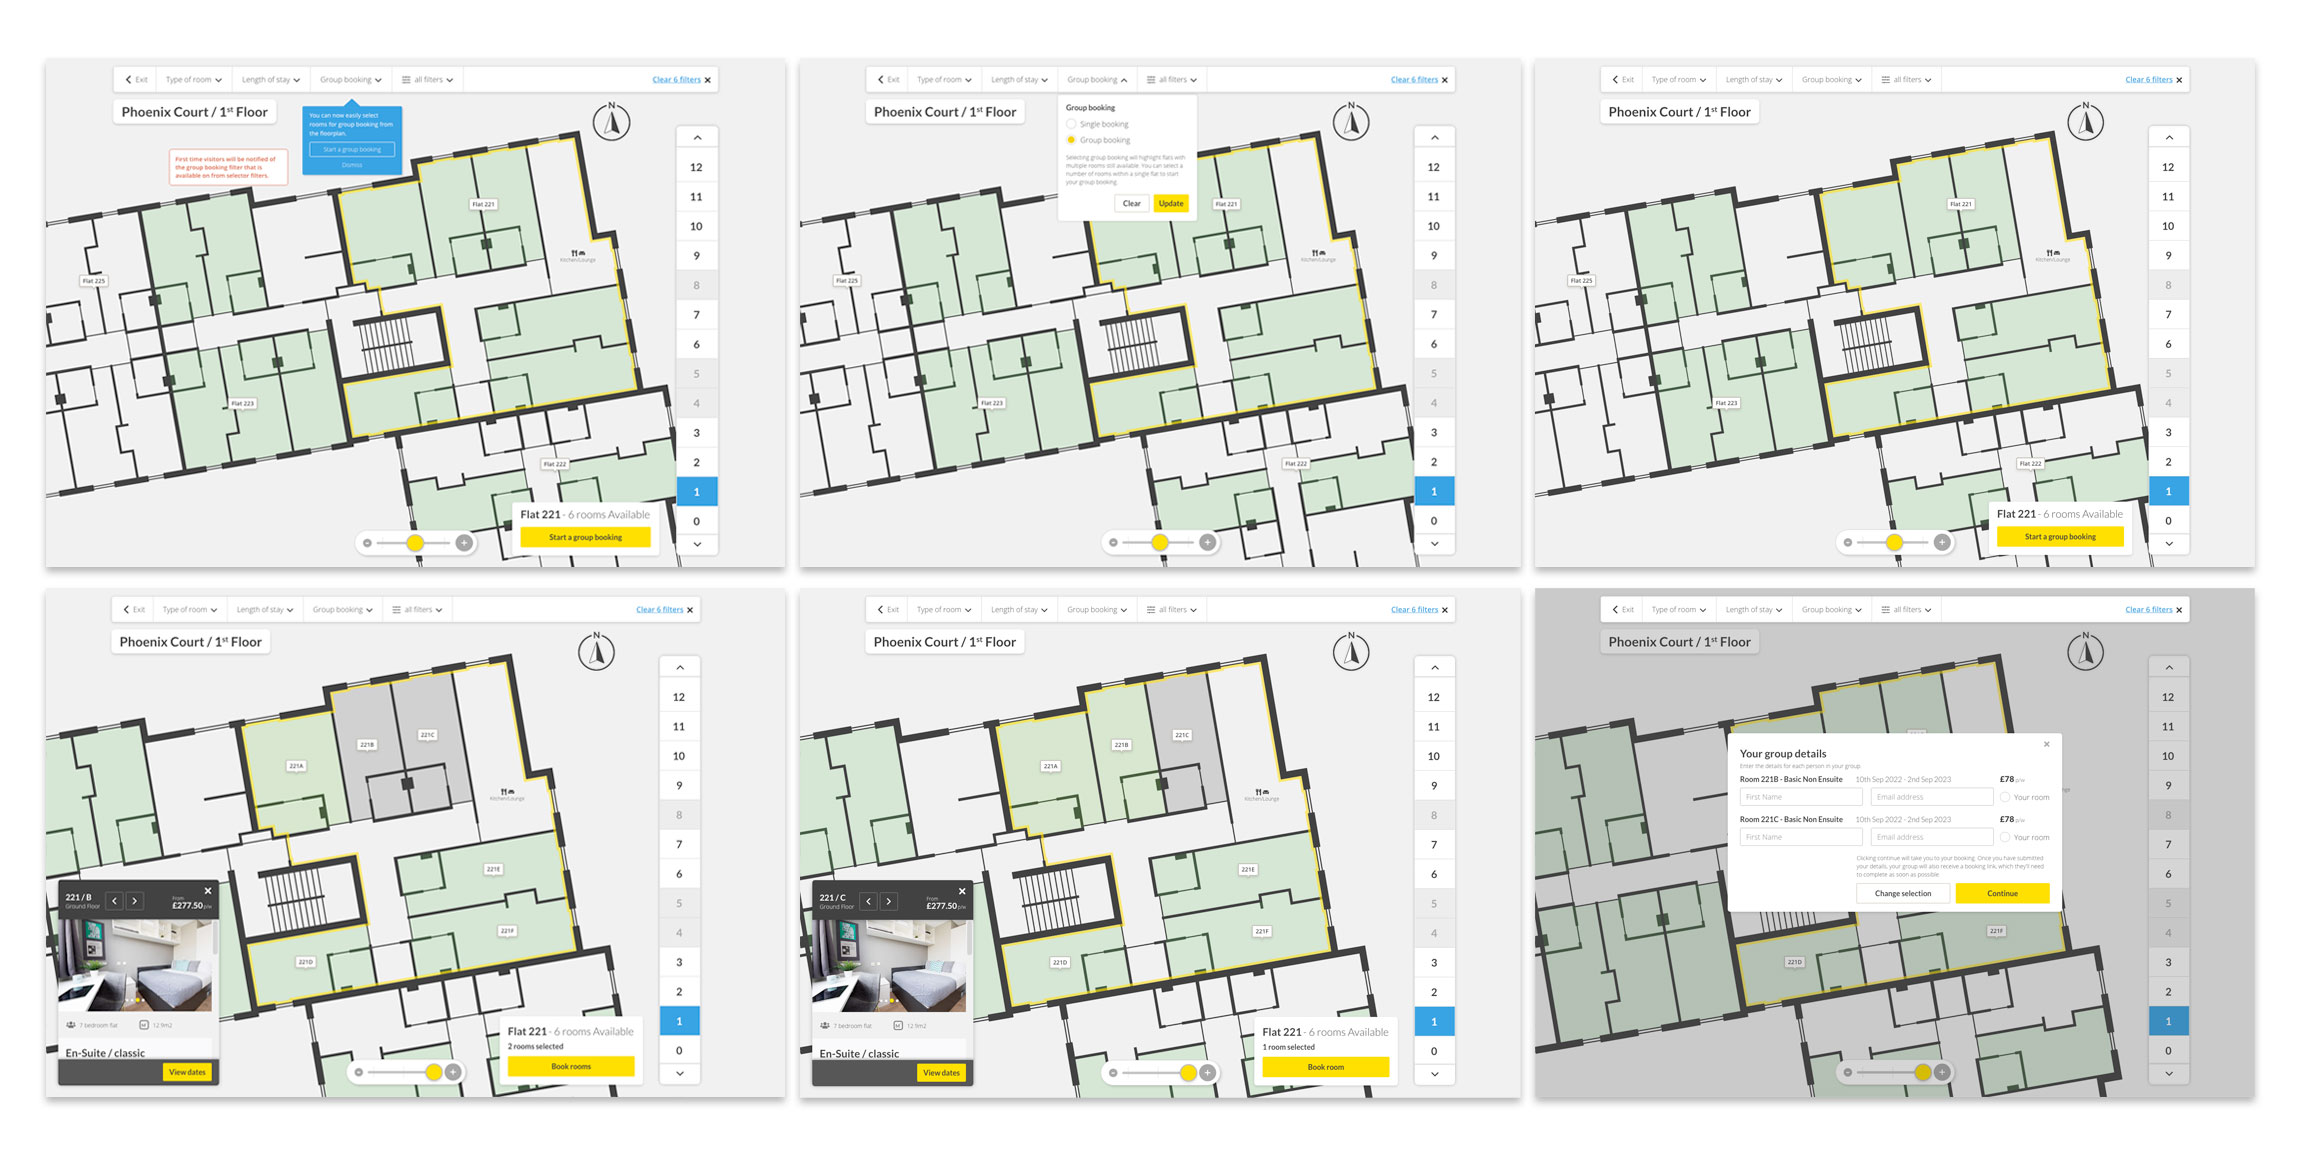 Exit Type of room Length of stay Group booking all filters Clear 6 filters
Phoenix Court / 1st Floor
N
You can now easily select
rooms for group booking from
the floorplan.
Start a group booking
Dismiss
First time visitors will be notified of
the group booking filter that is
available on from selector filters.
Flat 221
Kitchen/Lounge
Flat 225
Flat 223
Flat 222
12
11
10
9
8
7
6
5
4
3
2
1
0
Flat 221 - 6 rooms Available
Start a group booking
Exit Type of room Length of stay Group booking all filters Clear 6 filters
Phoenix Court / 1st Floor
N
Group booking
Single booking
Group booking
Selecting group booking will highlight flats with
multiple rooms still available. You can select a
number of rooms within a single flat to start
your group booking.
Clear Update
Flat 221
Kitchen/Lounge
Flat 225
Flat 223
Flat 222
12
11
10
9
8
7
6
5
4
3
2
1
0
Exit Type of room Length of stay Group booking all filters Clear 6 filters
Phoenix Court / 1st Floor
N
Flat 221
Kitchen/Lounge
Flat 225
Flat 223
Flat 222
12
11
10
9
8
7
6
5
4
3
2
1
0
Flat 221 - 6 rooms Available
Start a group booking
Exit Type of room Length of stay Group booking all filters Clear 6 filters
Phoenix Court / 1st Floor
N
221C
221B
221A
Kitchen/Lounge
221E
221F
221D
12
11
10
9
8
7
6
5
4
3
2
1
0
221 / B
Ground Floor
From
£277.50 p/w
7 bedroom flat 12.9m2
En-Suite / classic
View dates
Flat 221 - 6 rooms Available
2 rooms selected
Book rooms
Exit Type of room Length of stay Group booking all filters Clear 6 filters
Phoenix Court / 1st Floor
N
221C
221B
221A
Kitchen/Lounge
221E
221F
221D
12
11
10
9
8
7
6
5
4
3
2
1
0
221 / C
Ground Floor
From
£277.50 p/w
7 bedroom flat 12.9m2
En-Suite / classic
View dates
Flat 221 - 6 rooms Available
1 room selected
Book room
Exit Type of room Length of stay Group booking all filters Clear 6 filters
Phoenix Court / 1st Floor
N
Your group details
Enter the details for each person in your group.
Room 221B - Basic Non Ensuite 10th Sep 2022 - 2nd Sep 2023 £78 p/w
First Name Email address Your room
Room 221C - Basic Non Ensuite 10th Sep 2022 - 2nd Sep 2023 £78 p/w
First Name Email address Your room
Clicking continue will take you to your booking. Once you have submitted
your details, your group will also receive a booking link, which they'll need
to complete as soon as possible
Change selection Continue
221F
221D
12
11
10
9
8
7
6
5
4
3
2
1
0